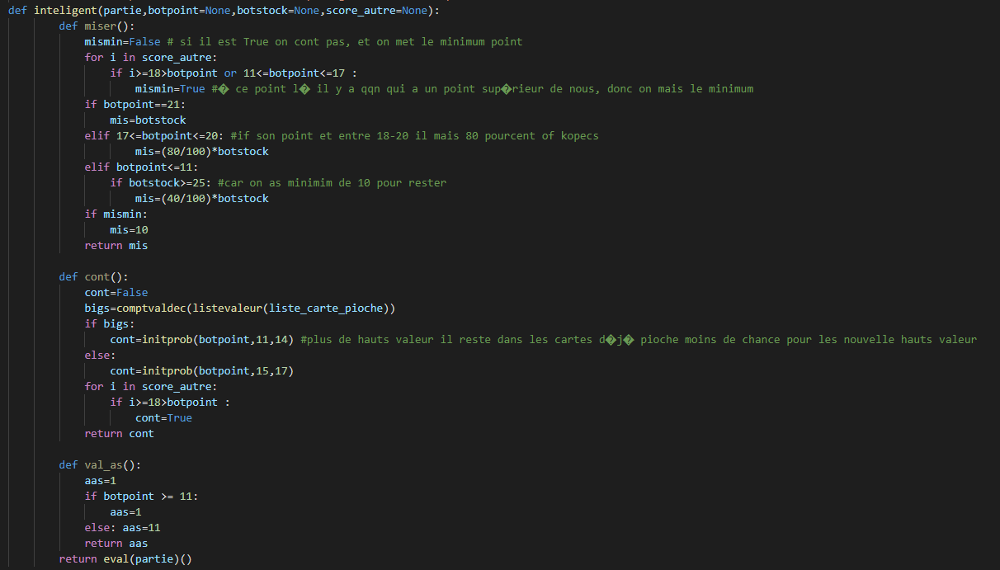 def inteligent(partie,botpoint=None,botstock=None,score_autre=None):
def miser():
mismin=False # si il est True on cont pas, et on met le minimum point
for i in score_autre:
if i>=18>botpoint or 11<=botpoint<=17 :
mismin=True #� ce point l� il y a qqn qui a un point sup�rieur de nous, donc on mais le minimum
if botpoint==21:
mis=botstock
elif 17<=botpoint<=20: #if son point et entre 18-20 il mais 80 pourcent of kopecs
mis=(80/100)*botstock
elif botpoint<=11:
if botstock>=25: #car on as minimim de 10 pour rester
mis=(40/100)*botstock
if mismin:
mis=10
return mis
def cont():
cont=False
bigs=comptvaldec(listevaleur(liste_carte_pioche))
if bigs:
cont=initprob(botpoint,11,14) #plus de hauts valeur il reste dans les cartes d�j� pioche moins de chance pour les nouvelle hauts valeur
else:
cont=initprob(botpoint,15,17)
for i in score_autre:
if i>=18>botpoint :
cont=True
return cont
def val_as():
aas=1
if botpoint >= 11:
aas=1
else: aas=11
return aas
return eval(partie)()